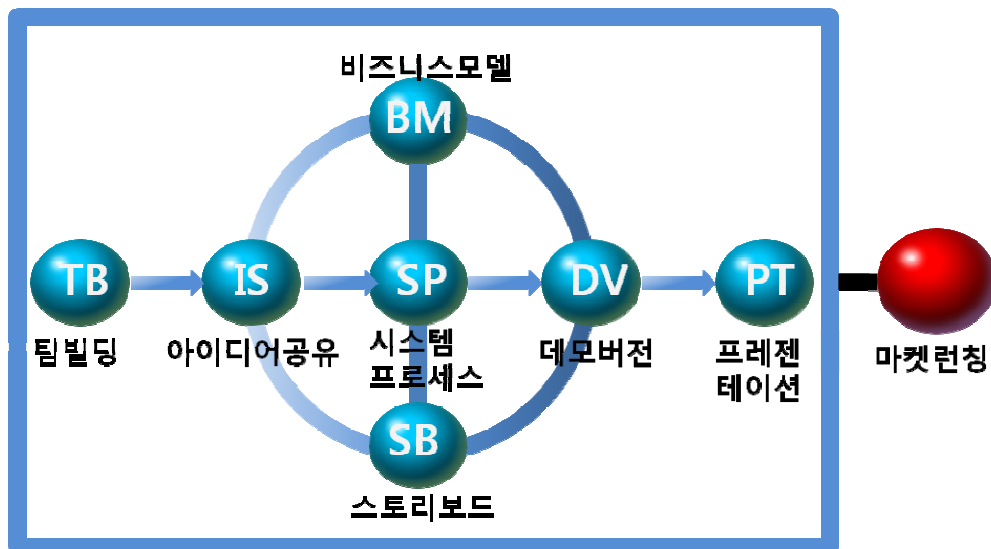 비즈니스모델
BM
TB
IS
SP
DV
PT
팀빌딩
아이디어공유
시스템
프로세스
데모버전
프레젠
테이션
마켓런칭
SB
스토리보드